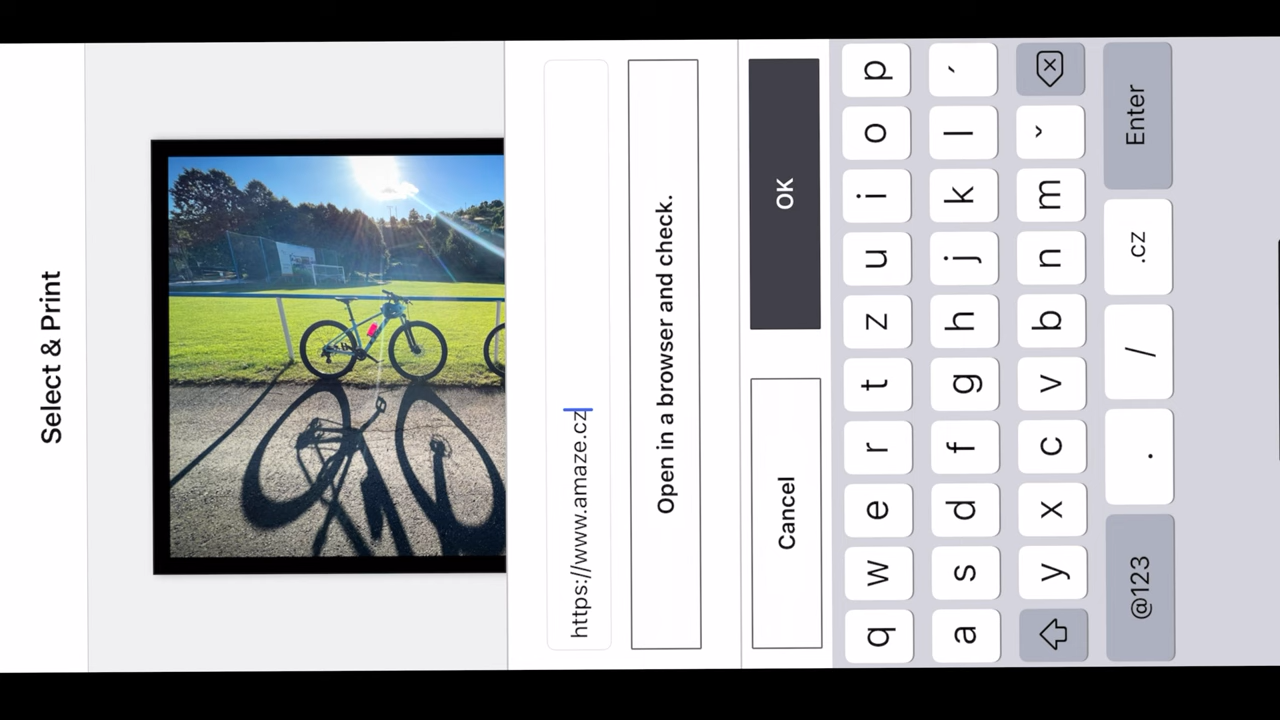 Select & Print
https://www.amaze.cz
Open in a browser and check.
Cancel
OK
q w e r t z u i o p
a s d f g h j k l ´
y x c v b n m ˇ
@123 . / .cz Enter